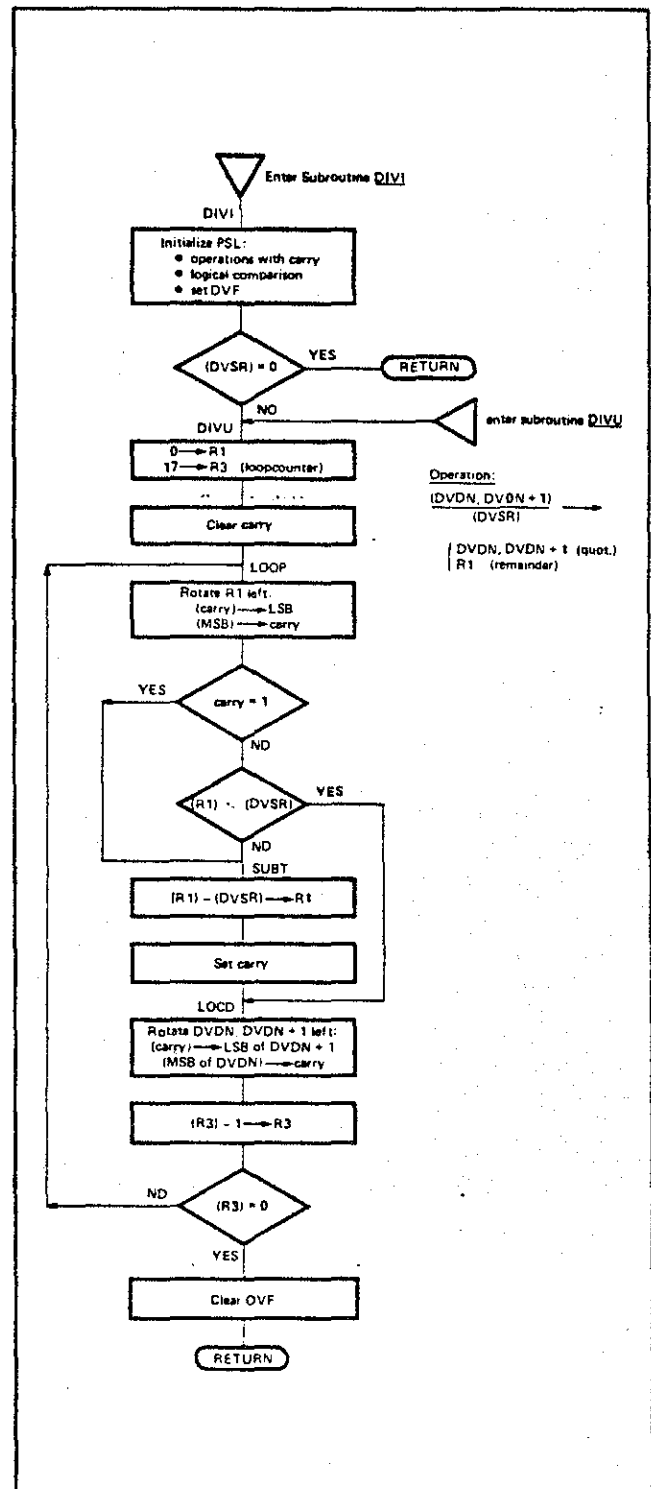 Enter Subroutine DIVI
DIVI
Initialize PSL:
• operations with carry
• logical comparison
• set DVF
(DVSR) = 0
YES
RETURN
NO
enter subroutine DIVU
DIVU
0 → R1
17 → R3 (loopcounter)
Operation:
(DVDN, DVDN + 1)
(DVSR)
DVDN, DVDN + 1 (quot.)
R1 (remainder)
Clear carry
LOOP
Rotate R1 left:
(carry) → LSB
(MSB) → carry
YES
carry = 1
NO
(R1) (DVSR)
YES
NO
SUBT
(R1) – (DVSR) → R1
Set carry
LOCD
Rotate DVDN, DVDN + 1 left:
(carry) → LSB of DVDN + 1
(MSB of DVDN) → carry
(R3) – 1 → R3
NO
(R3) = 0
YES
Clear OVF
RETURN